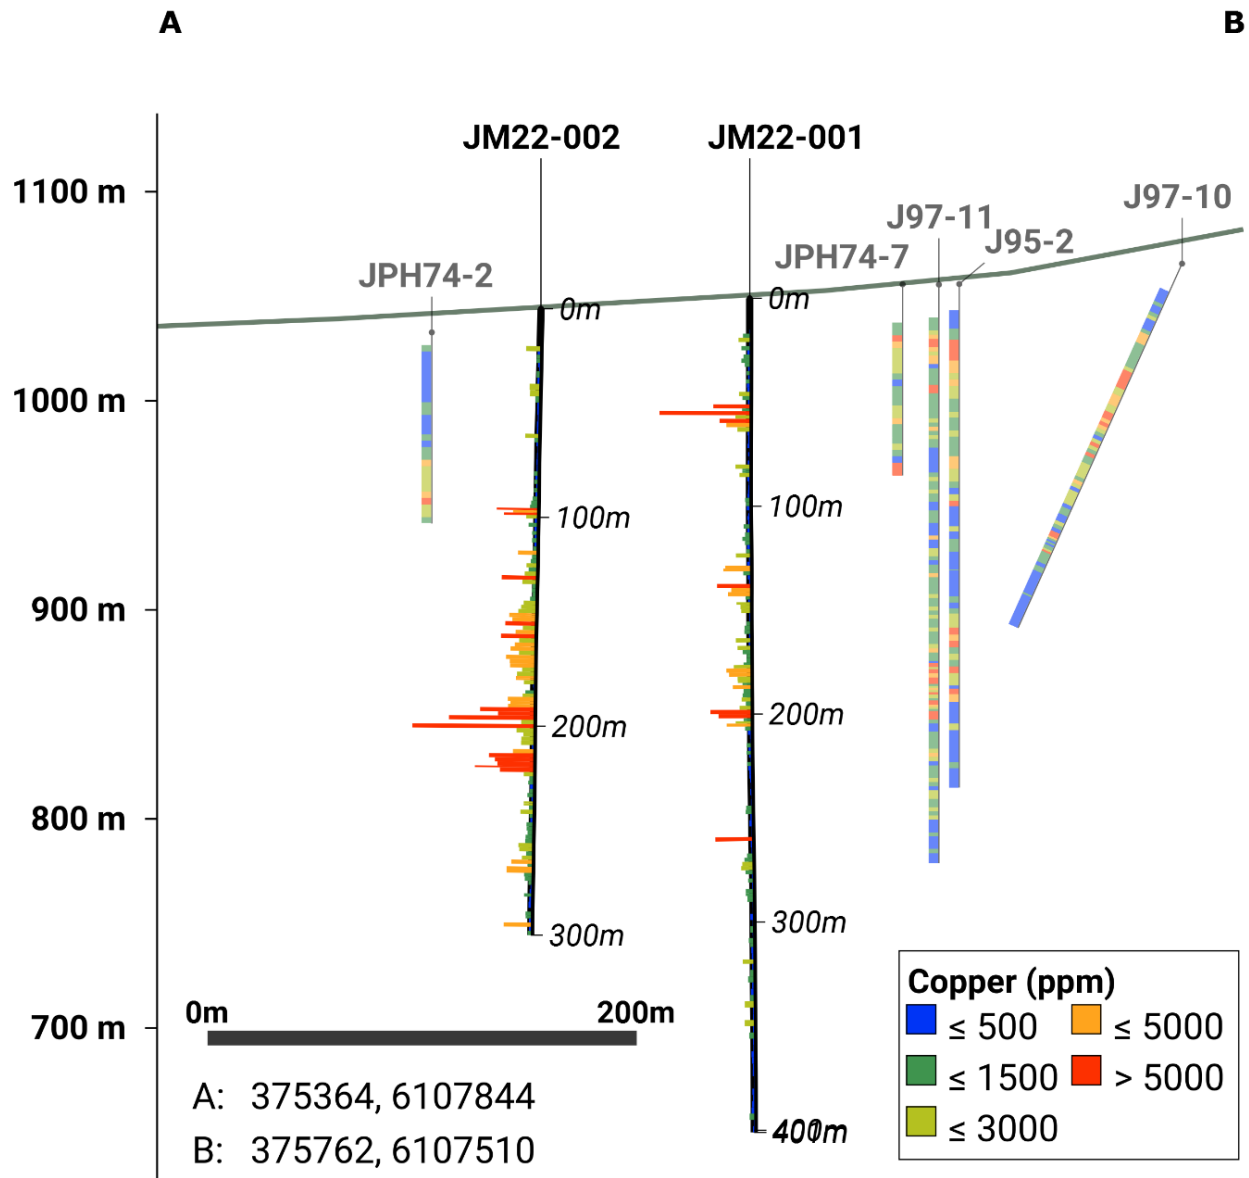 A
B
JM22-002
JM22-001
1100 m
J97-10
J97-11
J95-2
JPH74-7
JPH74-2
0m
0m
1000 m
100m
100m
900 m
200m
200m
800 m
300m
300m
Copper (ppm)
≤ 500
≤ 5000
≤ 1500
> 5000
≤ 3000
0m
200m
700 m
A: 375364, 6107844
B: 375762, 6107510